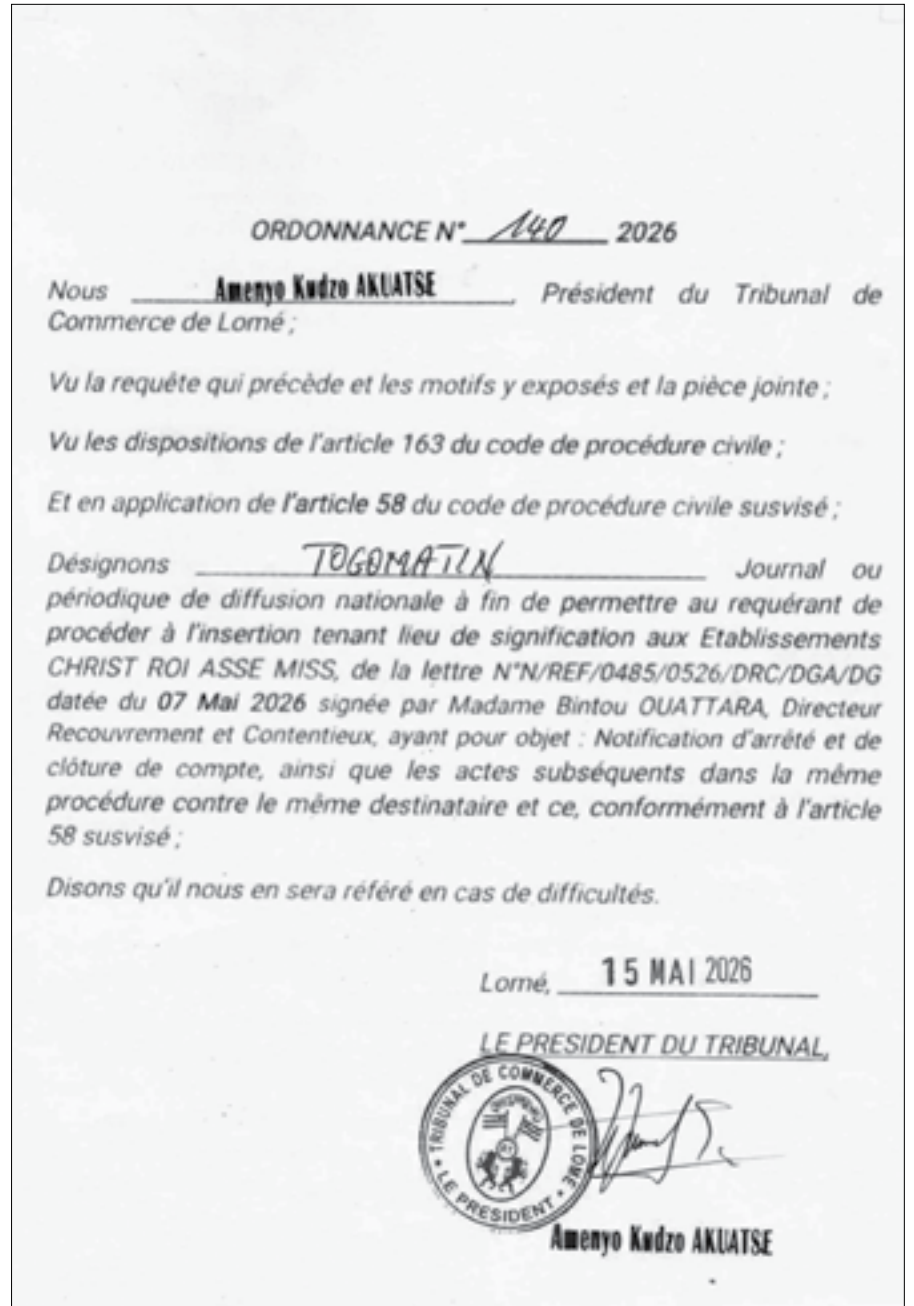 ORDONNANCE N° 140 2026
Nous Amenyo Kudzo AKUATSE, Président du Tribunal de
Commerce de Lomé ;
Vu la requête qui précède et les motifs y exposés et la pièce jointe ;
Vu les dispositions de l'article 163 du code de procédure civile ;
Et en application de l'article 58 du code de procédure civile susvisé ;
Désignons TOGOMATIN Journal ou
périodique de diffusion nationale à fin de permettre au requérant de
procéder à l'insertion tenant lieu de signification aux Etablissements
CHRIST ROI ASSE MISS, de la lettre N°N/REF/0485/0526/DRC/DGA/DG
datée du 07 Mai 2026 signée par Madame Bintou OUATTARA, Directeur
Recouvrement et Contentieux, ayant pour objet : Notification d'arrêté et de
clôture de compte, ainsi que les actes subséquents dans la même
procédure contre le même destinataire et ce, conformément à l'article
58 susvisé ;
Disons qu'il nous en sera référé en cas de difficultés.
Lomé, 15 MAI 2026
LE PRESIDENT DU TRIBUNAL,
TRIBUNAL DE COMMERCE DE LOME
LE PRESIDENT
Amenyo Kudzo AKUATSE